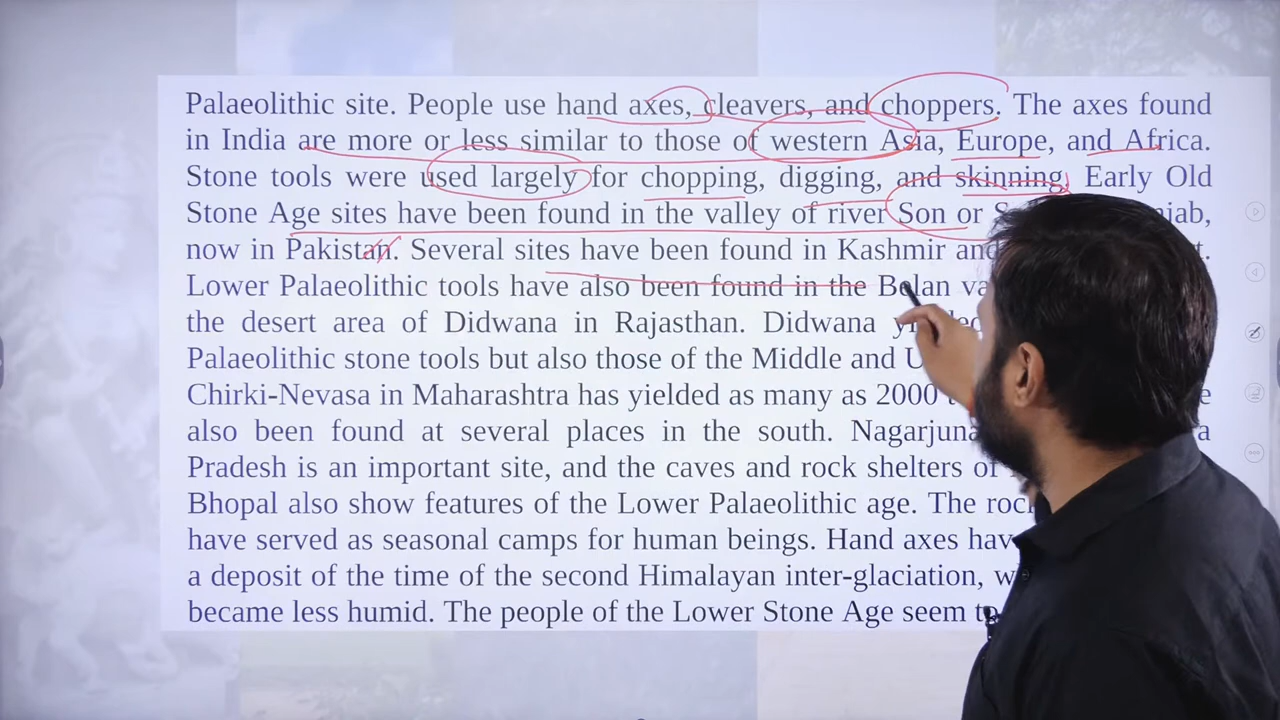 Palaeolithic site. People use hand axes, cleavers, and choppers. The axes found
in India are more or less similar to those of western Asia, Europe, and Africa.
Stone tools were used largely for chopping, digging, and skinning. Early Old
Stone Age sites have been found in the valley of river Son or
now in Pakistan. Several sites have been found in Kashmir and
Lower Palaeolithic tools have also been found in the Belan
the desert area of Didwana in Rajasthan. Didwana
Palaeolithic stone tools but also those of the Middle and
Chirki-Nevasa in Maharashtra has yielded as many as 2000
also been found at several places in the south. a
Pradesh is an important site, and the caves and rock shelters of
Bhopal also show features of the Lower Palaeolithic age. The
have served as seasonal camps for human beings. Hand axes
a deposit of the time of the second Himalayan inter-glaciation,
became less humid. The people of the Lower Stone Age seem